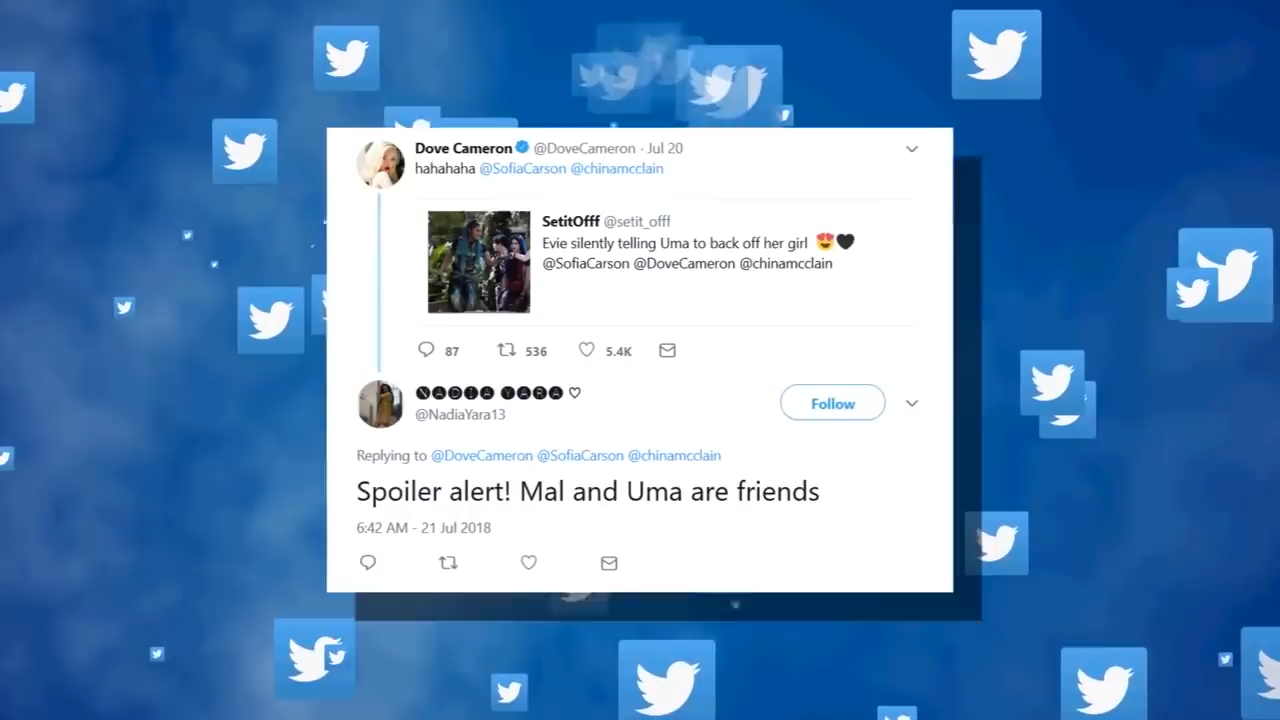 Dove Cameron @DoveCameron · Jul 20
hahahaha @SofiaCarson @chinamcclain
SetitOfff @setit_offf
Evie silently telling Uma to back off her girl 😍🖤
@SofiaCarson @DoveCameron @chinamcclain
87 536 5.4K
🅝🅐🅓🅘🅐 🅨🅐🅡🅐 ♡
@NadiaYara13
Follow
Replying to @DoveCameron @SofiaCarson @chinamcclain
Spoiler alert! Mal and Uma are friends
6:42 AM - 21 Jul 2018